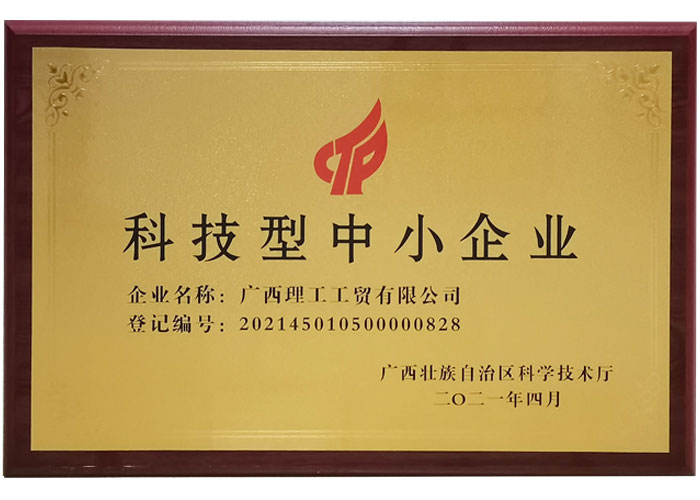 CTP
科技型中小企业
企业名称：广西理工工贸有限公司
登记编号：202145010500000828
广西壮族自治区科学技术厅
二〇二一年四月